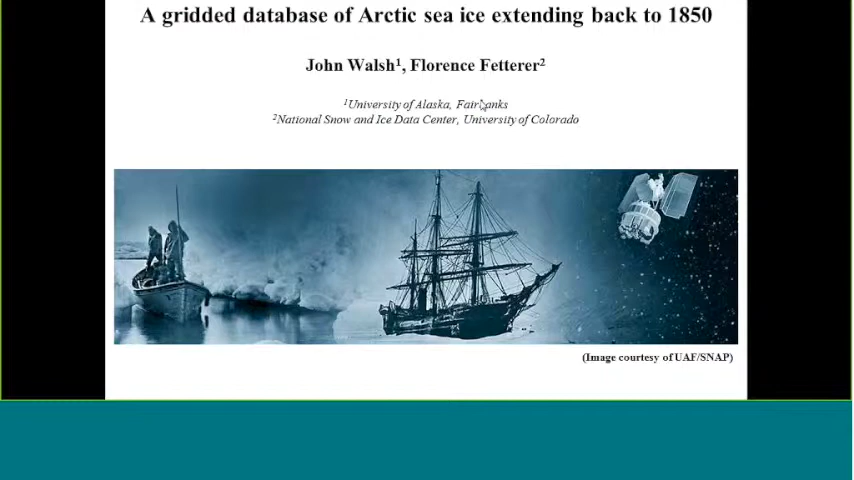 A gridded database of Arctic sea ice extending back to 1850
John Walsh¹, Florence Fetterer²
¹University of Alaska, Fairbanks
²National Snow and Ice Data Center, University of Colorado
(Image courtesy of UAF/SNAP)